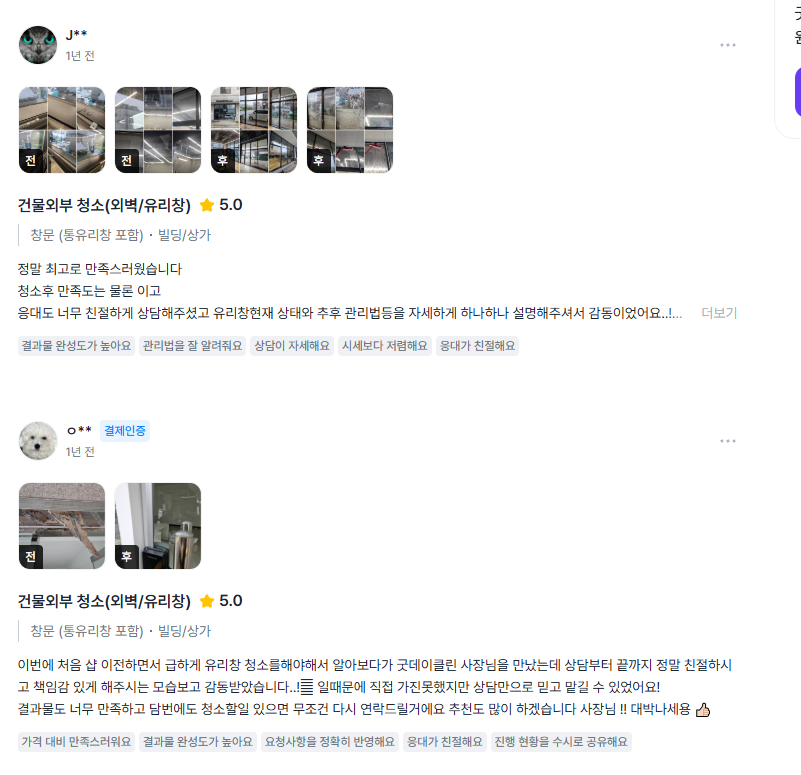 J**
1년 전
전
전
후
후
건물외부 청소(외벽/유리창) 5.0
창문 (통유리창 포함) · 빌딩/상가
정말 최고로 만족스러웠습니다
청소후 만족도는 물론 이고
응대도 너무 친절하게 상담해주셨고 유리창현재 상태와 추후 관리법등을 자세하게 하나하나 설명해주셔서 감동이었어요..!... 더보기
결과물 완성도가 높아요 관리법을 잘 알려줘요 상담이 자세해요 시세보다 저렴해요 응대가 친절해요
ㅇ** 결제인증
1년 전
전
후
건물외부 청소(외벽/유리창) 5.0
창문 (통유리창 포함) · 빌딩/상가
이번에 처음 샵 이전하면서 급하게 유리창 청소를해야해서 알아보다가 굿데이클린 사장님을 만났는데 상담부터 끝까지 정말 친절하시
고 책임감 있게 해주시는 모습보고 감동받았습니다..! 일때문에 직접 가진못했지만 상담만으로 믿고 맡길 수 있었어요!
결과물도 너무 만족하고 담번에도 청소할일 있으면 무조건 다시 연락드릴거에요 추천도 많이 하겠습니다 사장님 !! 대박나세용 👍🏻
가격 대비 만족스러워요 결과물 완성도가 높아요 요청사항을 정확히 반영해요 응대가 친절해요 진행 현황을 수시로 공유해요